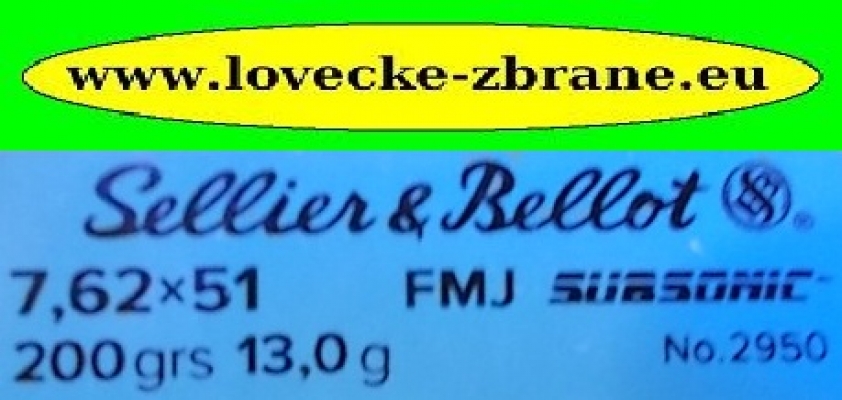 www.lovecke-zbrane.eu
Sellier & Bellot ®
7,62×51 FMJ SUBSONIC
200grs 13,0g No.2950